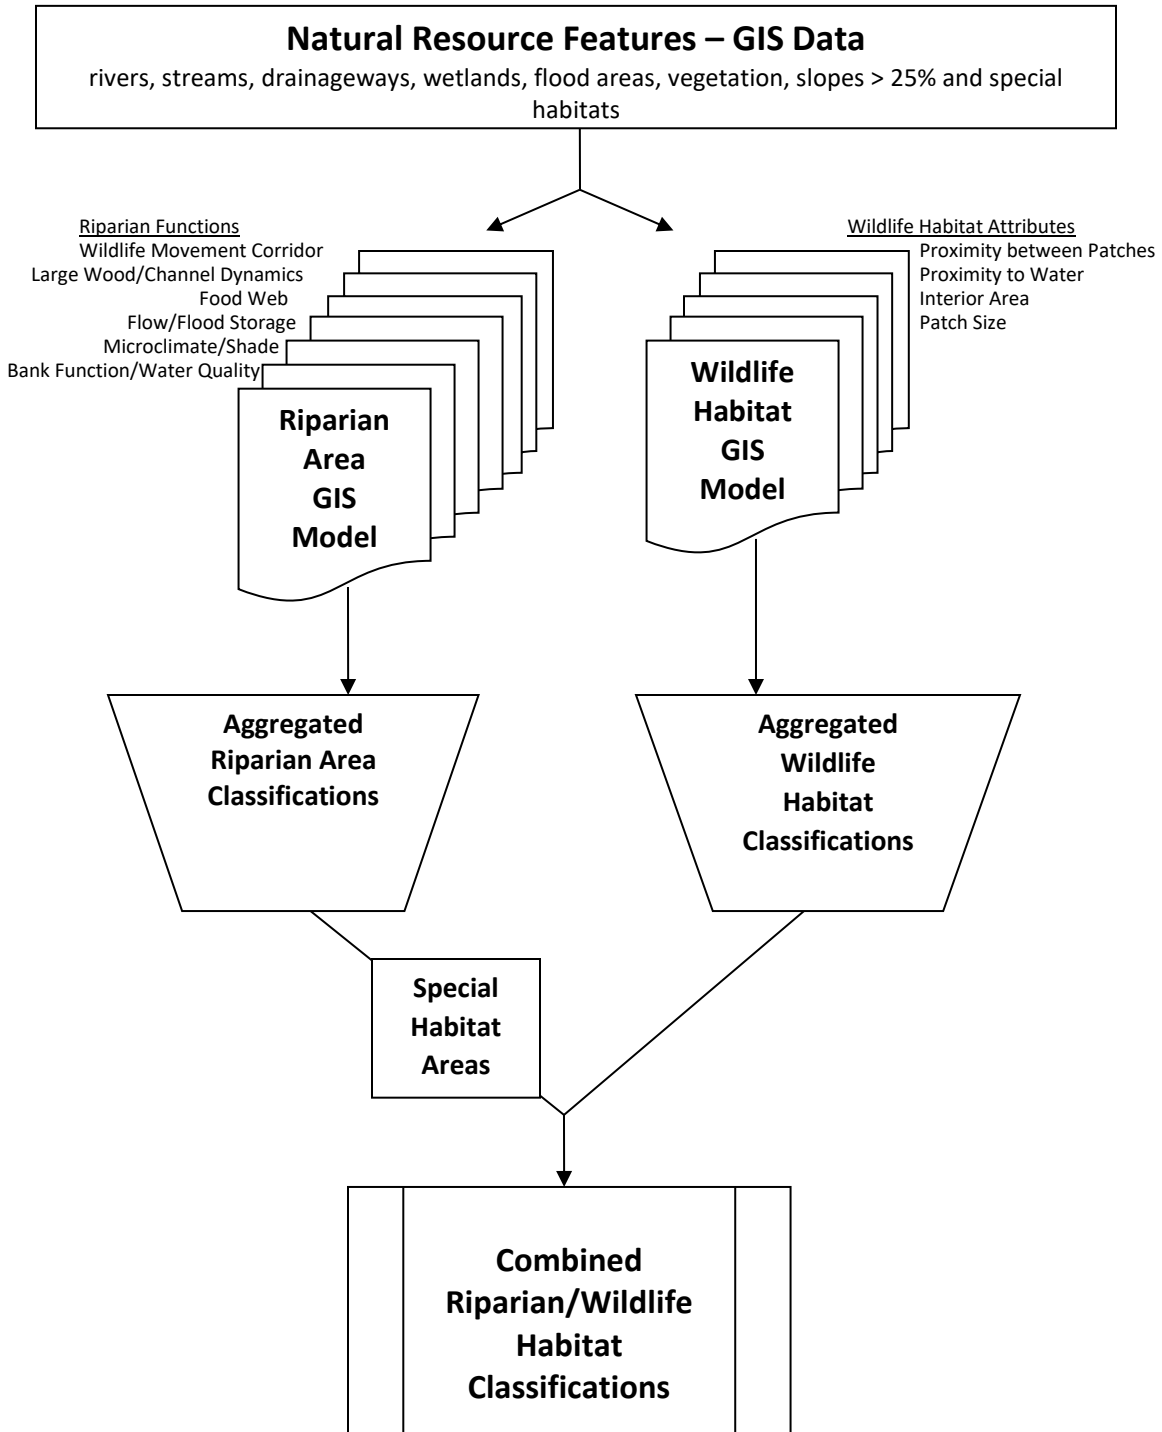 Natural Resource Features – GIS Data
rivers, streams, drainageways, wetlands, flood areas, vegetation, slopes > 25% and special
habitats
Riparian Functions
Wildlife Movement Corridor
Large Wood/Channel Dynamics
Food Web
Flow/Flood Storage
Microclimate/Shade
Bank Function/Water Quality
Wildlife Habitat Attributes
Proximity between Patches
Proximity to Water
Interior Area
Patch Size
Riparian
Area
GIS
Model
Wildlife
Habitat
GIS
Model
Aggregated
Riparian Area
Classifications
Aggregated
Wildlife
Habitat
Classifications
Special
Habitat
Areas
Combined
Riparian/Wildlife
Habitat
Classifications